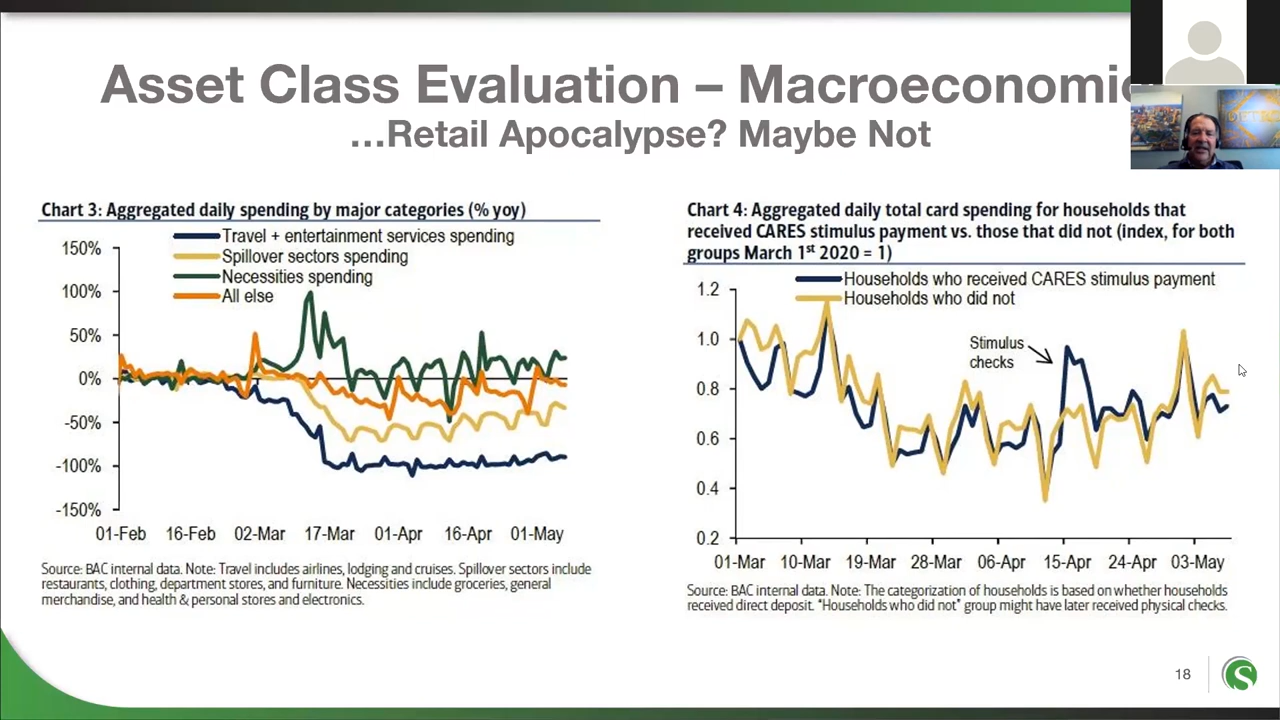 Asset Class Evaluation – Macroeconomic
…Retail Apocalypse? Maybe Not
Chart 3: Aggregated daily spending by major categories (% yoy)
Travel + entertainment services spending
Spillover sectors spending
Necessities spending
All else
150%
100%
50%
0%
-50%
-100%
-150%
01-Feb 16-Feb 02-Mar 17-Mar 01-Apr 16-Apr 01-May
Source: BAC internal data. Note: Travel includes airlines, lodging and cruises. Spillover sectors include
restaurants, clothing, department stores, and furniture. Necessities include groceries, general
merchandise, and health & personal stores and electronics.
Chart 4: Aggregated daily total card spending for households that
received CARES stimulus payment vs. those that did not (index, for both
groups March 1st 2020 = 1)
Households who received CARES stimulus payment
Households who did not
Stimulus
checks
1.2
1.0
0.8
0.6
0.4
0.2
01-Mar 10-Mar 19-Mar 28-Mar 06-Apr 15-Apr 24-Apr 03-May
Source: BAC internal data. Note: The categorization of households is based on whether households
received direct deposit. “Households who did not” group might have later received physical checks.
18
S